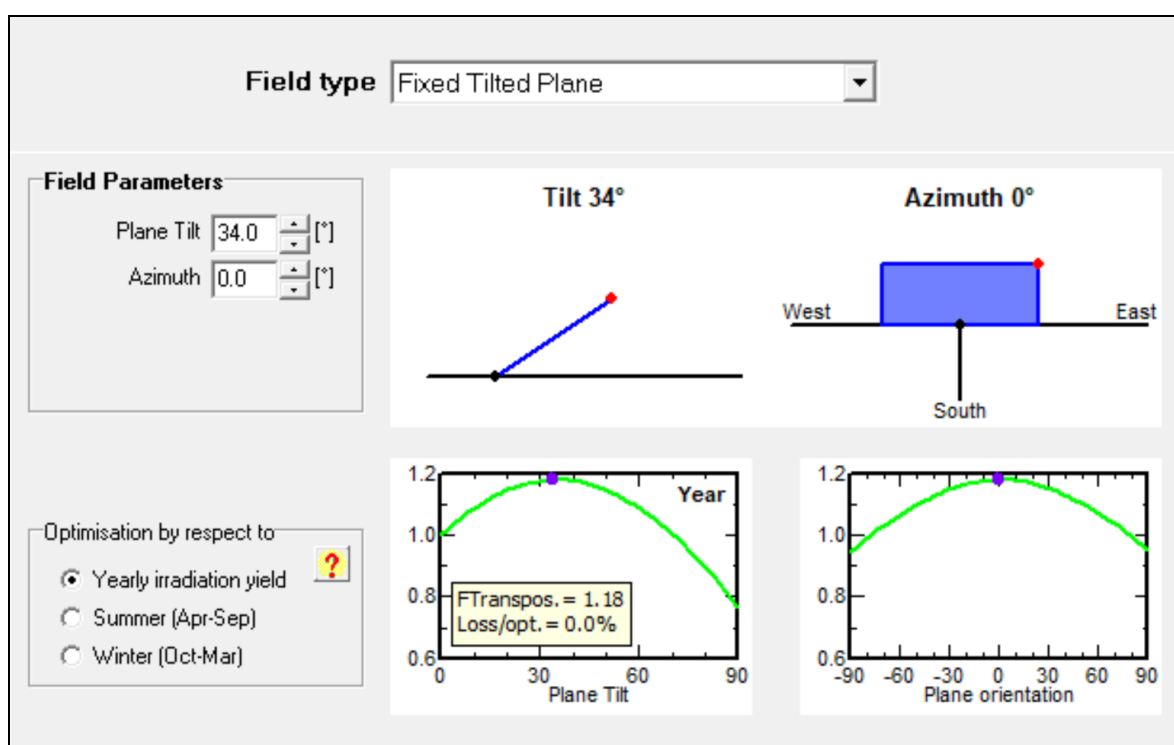 Field type Fixed Tilted Plane
Field Parameters
Plane Tilt 34.0 [°]
Azimuth 0.0 [°]
Tilt 34°
Azimuth 0°
West East
South
Optimisation by respect to
?
Yearly irradiation yield
Summer (Apr-Sep)
Winter (Oct-Mar)
1.2
1.0
0.8
0.6
Year
FTranspos.= 1.18
Loss/opt.= 0.0%
0 30 60 90
Plane Tilt
1.2
1.0
0.8
0.6
-90 -60 -30 0 30 60 90
Plane orientation